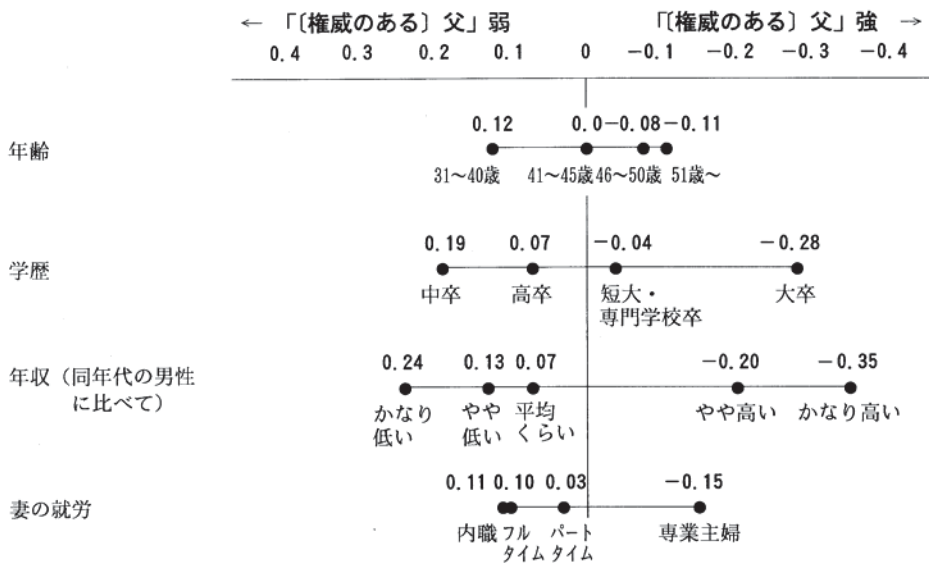 ← 「〔権威のある〕父」弱 「〔権威のある〕父」強 →
0.4 0.3 0.2 0.1 0 −0.1 −0.2 −0.3 −0.4
年齢
0.12 0.0 −0.08 −0.11
31〜40歳 41〜45歳 46〜50歳 51歳〜
学歴
0.19 0.07 −0.04 −0.28
中卒 高卒 短大・ 大卒
専門学校卒
年収（同年代の男性
に比べて）
0.24 0.13 0.07 −0.20 −0.35
かなり やや 平均 やや高い かなり高い
低い 低い くらい
妻の就労
0.11 0.10 0.03 −0.15
内職 フル パート 専業主婦
タイム タイム